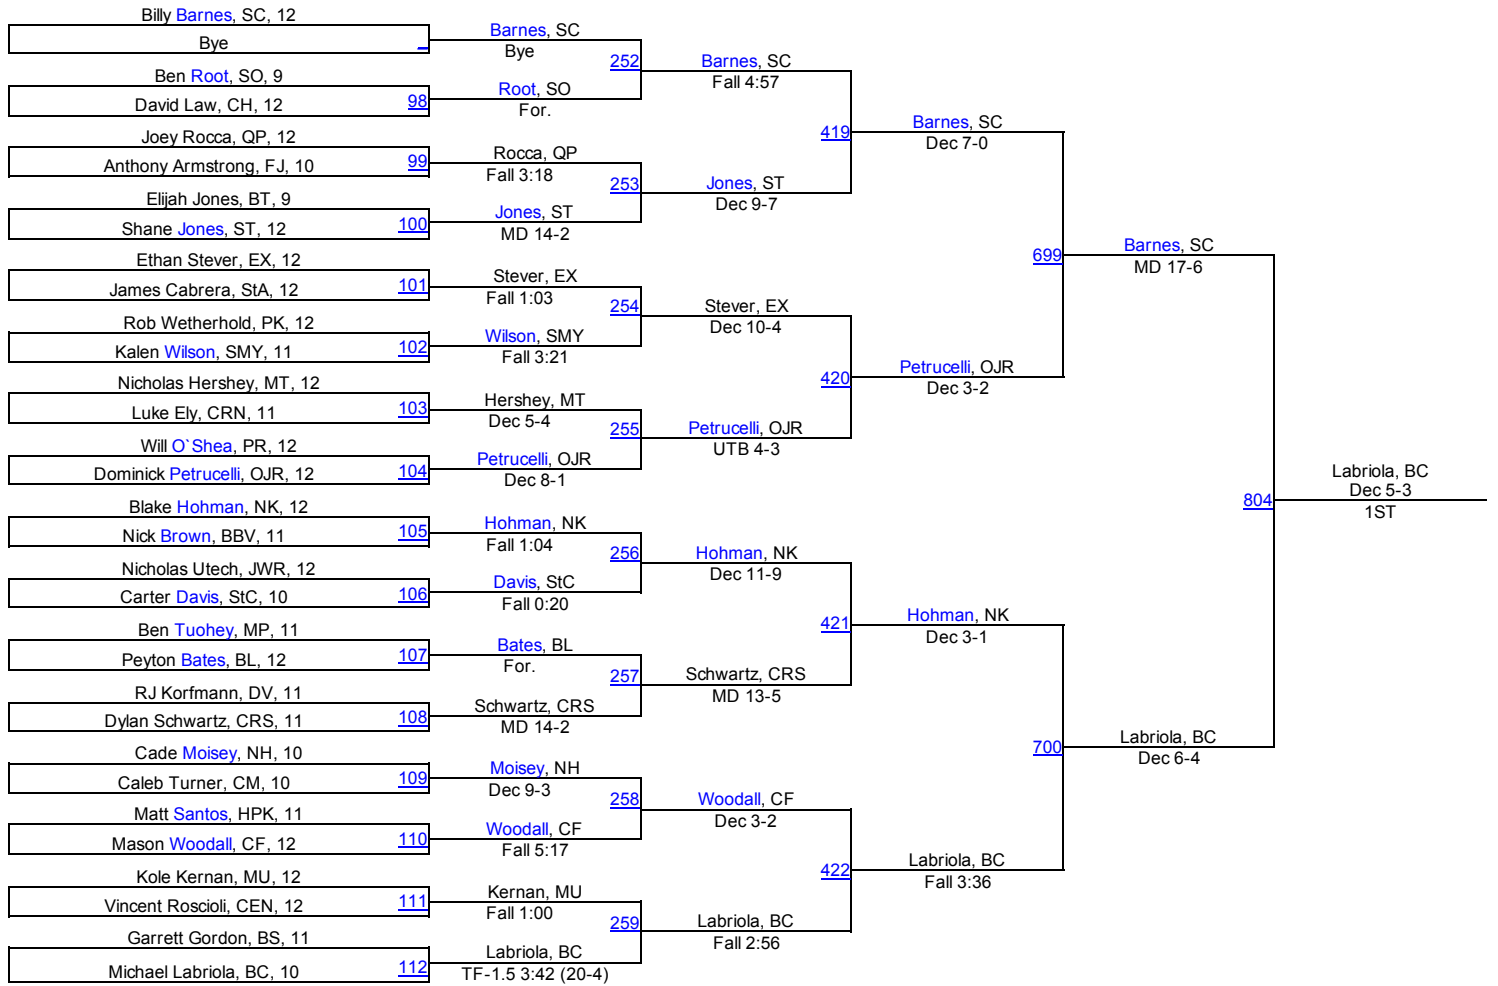 Billy Barnes, SC, 12
Bye
Ben Root, SO, 9
David Law, CH, 12
98
Joey Rocca, QP, 12
Anthony Armstrong, FJ, 10
99
Elijah Jones, BT, 9
Shane Jones, ST, 12
100
Ethan Stever, EX, 12
James Cabrera, StA, 12
101
Rob Wetherhold, PK, 12
Kalen Wilson, SMY, 11
102
Nicholas Hershey, MT, 12
Luke Ely, CRN, 11
103
Will O`Shea, PR, 12
Dominick Petrucelli, OJR, 12
104
Blake Hohman, NK, 12
Nick Brown, BBV, 11
105
Nicholas Utech, JWR, 12
Carter Davis, StC, 10
106
Ben Tuohey, MP, 11
Peyton Bates, BL, 12
107
RJ Korfmann, DV, 11
Dylan Schwartz, CRS, 11
108
Cade Moisey, NH, 10
Caleb Turner, CM, 10
109
Matt Santos, HPK, 11
Mason Woodall, CF, 12
110
Kole Kernan, MU, 12
Vincent Roscioli, CEN, 12
111
Garrett Gordon, BS, 11
Michael Labriola, BC, 10
112
Barnes, SC
Bye
252
Root, SO
For.
Rocca, QP
Fall 3:18
253
Jones, ST
MD 14-2
Stever, EX
Fall 1:03
254
Wilson, SMY
Fall 3:21
Hershey, MT
Dec 5-4
255
Petrucelli, OJR
Dec 8-1
Hohman, NK
Fall 1:04
256
Davis, StC
Fall 0:20
Bates, BL
For.
257
Schwartz, CRS
MD 14-2
Moisey, NH
Dec 9-3
258
Woodall, CF
Fall 5:17
Kernan, MU
Fall 1:00
259
Labriola, BC
TF-1.5 3:42 (20-4)
Barnes, SC
Fall 4:57
419
Jones, ST
Dec 9-7
Stever, EX
Dec 10-4
420
Petrucelli, OJR
UTB 4-3
Hohman, NK
Dec 11-9
421
Schwartz, CRS
MD 13-5
Woodall, CF
Dec 3-2
422
Labriola, BC
Fall 2:56
Barnes, SC
Dec 7-0
699
Petrucelli, OJR
Dec 3-2
Hohman, NK
Dec 3-1
700
Labriola, BC
Fall 3:36
Barnes, SC
MD 17-6
804
Labriola, BC
Dec 6-4
Labriola, BC
Dec 5-3
1ST